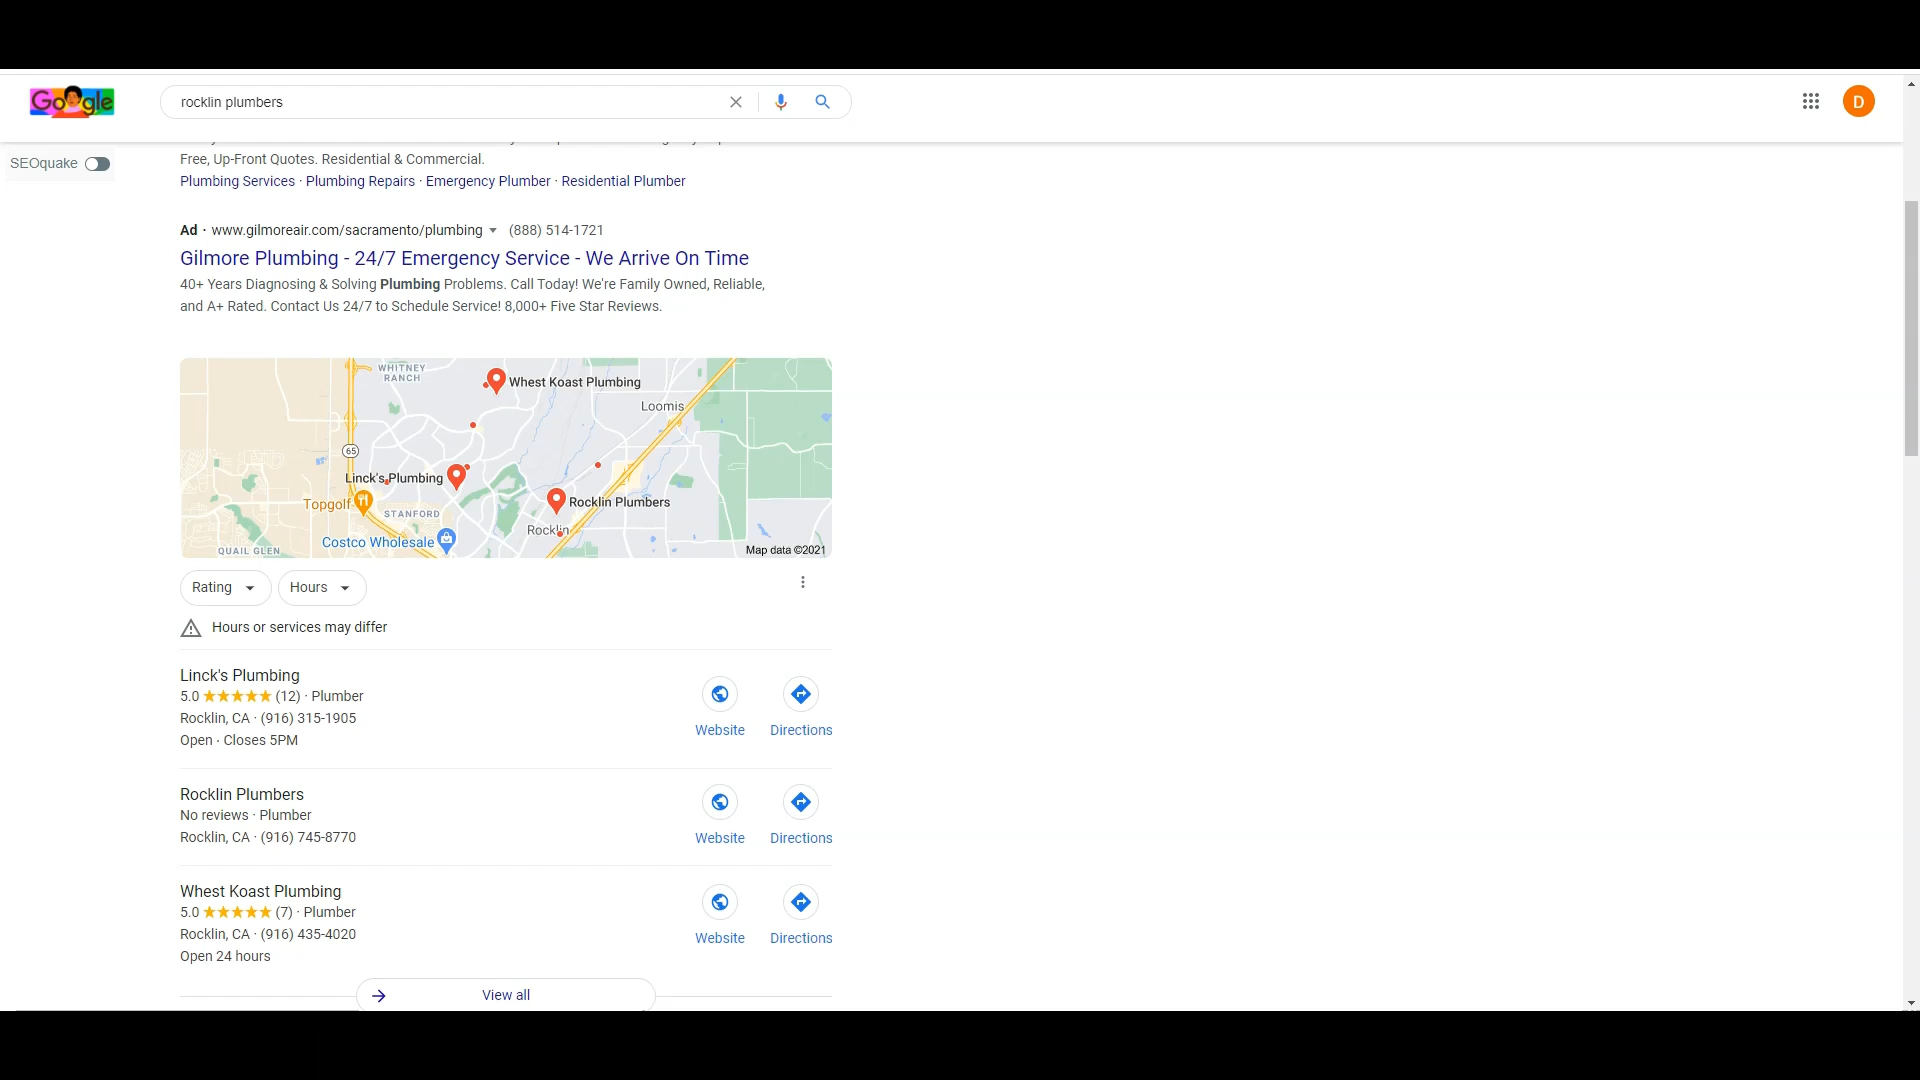 Google
rocklin plumbers
D
SEOquake
Free, Up-Front Quotes. Residential & Commercial.
Plumbing Services · Plumbing Repairs · Emergency Plumber · Residential Plumber
Ad · www.gilmoreair.com/sacramento/plumbing (888) 514-1721
Gilmore Plumbing - 24/7 Emergency Service - We Arrive On Time
40+ Years Diagnosing & Solving Plumbing Problems. Call Today! We're Family Owned, Reliable,
and A+ Rated. Contact Us 24/7 to Schedule Service! 8,000+ Five Star Reviews.
WHITNEY
RANCH
Whest Koast Plumbing
Loomis
65
Linck's Plumbing
Topgolf
Rocklin Plumbers
STANFORD
Rocklin
Costco Wholesale
QUAIL GLEN
Map data ©2021
Rating
Hours
Hours or services may differ
Linck's Plumbing
5.0 (12) · Plumber
Rocklin, CA · (916) 315-1905
Open · Closes 5PM
Website
Directions
Rocklin Plumbers
No reviews · Plumber
Rocklin, CA · (916) 745-8770
Website
Directions
Whest Koast Plumbing
5.0 (7) · Plumber
Rocklin, CA · (916) 435-4020
Open 24 hours
Website
Directions
View all